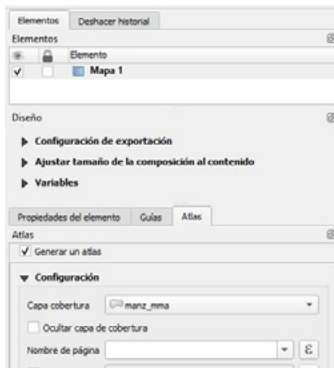 Elementos Deshacer historial
Elementos
Elemento
Mapa 1
Diseño
Configuración de exportación
Ajustar tamaño de la composición al contenido
Variables
Propiedades del elemento Guías Atlas
Atlas
Generar un atlas
Configuración
Capa cobertura manz_mma
Ocultar capa de cobertura
Nombre de página ε